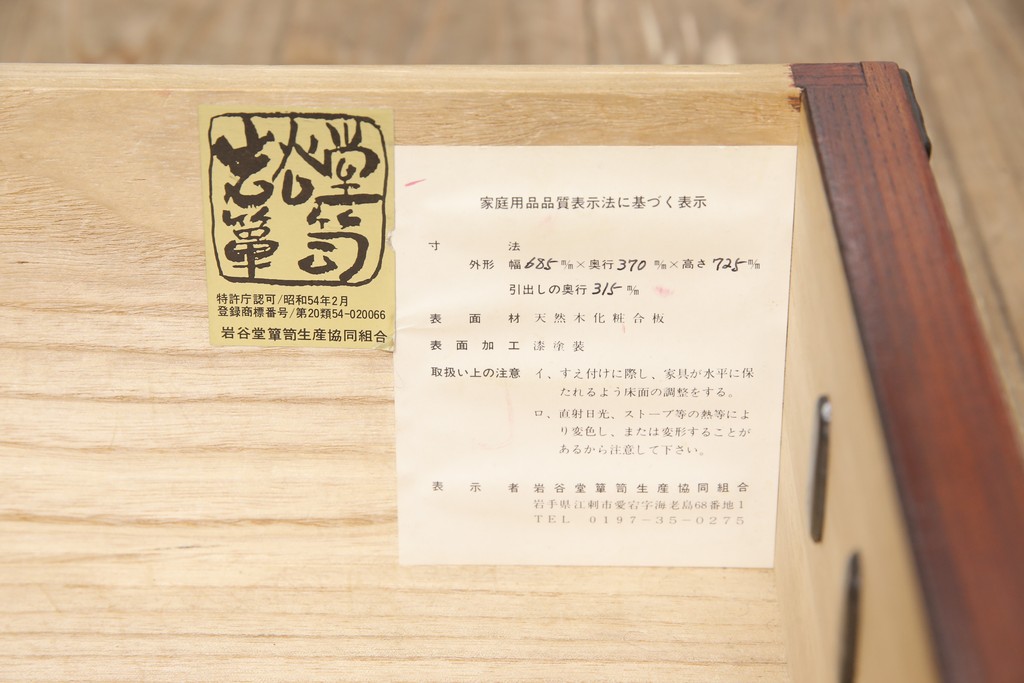 岩谷堂
簞笥
特許庁認可/昭和54年2月
登録商標番号/第20類54-020066
岩谷堂簞笥生産協同組合
家庭用品品質表示法に基づく表示
寸法
外形 幅685m/m×奥行370m/m×高さ725m/m
引出しの奥行315m/m
表面材 天然木化粧合板
表面加工 漆塗装
取扱い上の注意 イ、すえ付けに際し、家具が水平に保
たれるよう床面の調整をする。
ロ、直射日光、ストーブ等の熱等によ
り変色し、または変形することが
あるから注意して下さい。
表示者 岩谷堂簞笥生産協同組合
岩手県江刺市愛宕字海老島68番地1
TEL 0197-35-0275